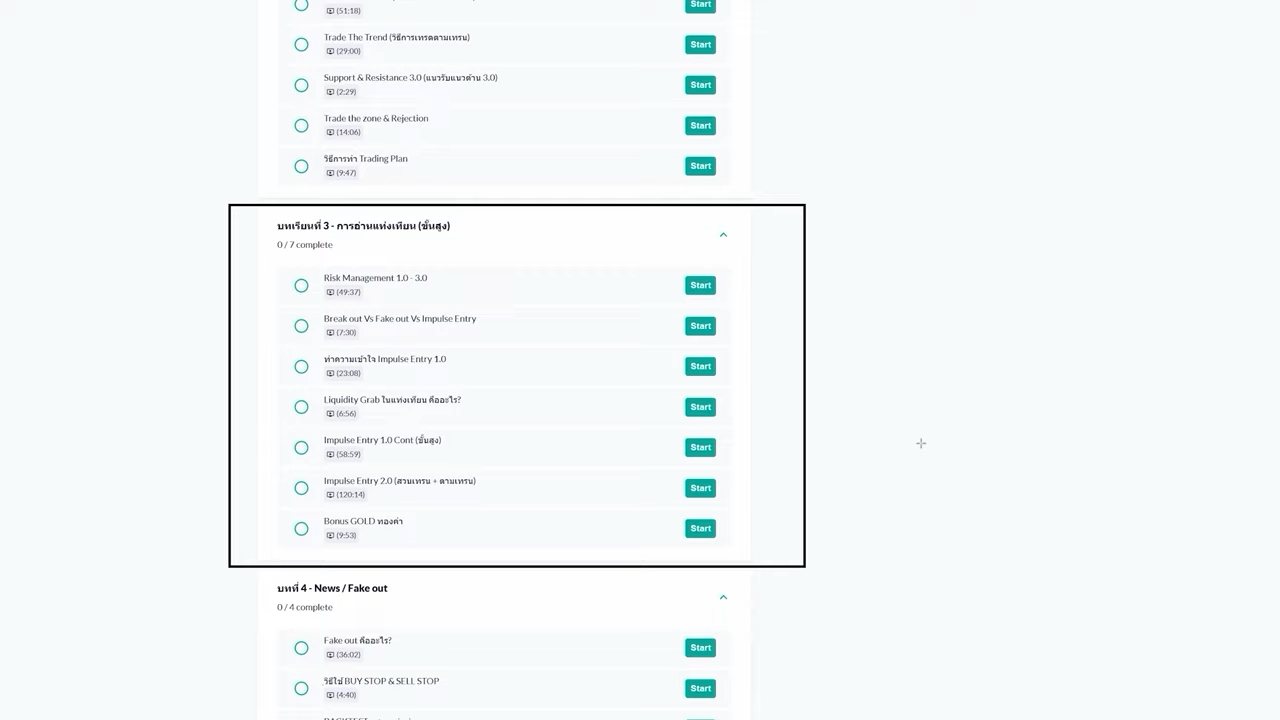 (51:18)
Start
Trade The Trend (วิธีการเทรดตามเทรน)
(29:00)
Start
Support & Resistance 3.0 (แนวรับแนวต้าน 3.0)
(2:29)
Start
Trade the zone & Rejection
(14:06)
Start
วิธีการทำ Trading Plan
(9:47)
Start
บทเรียนที่ 3 - การอ่านแท่งเทียน (ขั้นสูง)
0 / 7 complete
Risk Management 1.0 - 3.0
(49:37)
Start
Break out Vs Fake out Vs Impulse Entry
(7:30)
Start
ทำความเข้าใจ Impulse Entry 1.0
(23:08)
Start
Liquidity Grab ในแท่งเทียน คืออะไร?
(6:56)
Start
Impulse Entry 1.0 Cont (ขั้นสูง)
(58:59)
Start
Impulse Entry 2.0 (สวนเทรน + ตามเทรน)
(120:14)
Start
Bonus GOLD ทองคำ
(9:53)
Start
บทที่ 4 - News / Fake out
0 / 4 complete
Fake out คืออะไร?
(36:02)
Start
วิธีใช้ BUY STOP & SELL STOP
(4:40)
Start